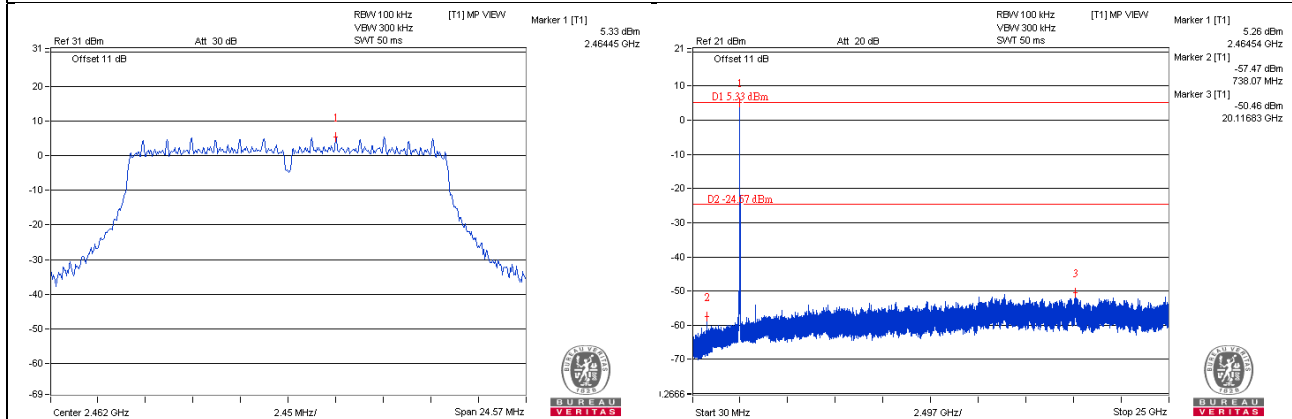 RBW 100 kHz [T1] MP VIEW
VBW 300 kHz
Ref 31 dBm Att 30 dB SWT 50 ms
Marker 1 [T1]
5.33 dBm
2.46445 GHz
31
Offset 11 dB
20
10
1
0
-10
-20
-30
-40
-50
-60
-69
Center 2.462 GHz 2.45 MHz/ Span 24.57 MHz
BUREAU VERITAS
1828
BUREAU
VERITAS
RBW 100 kHz [T1] MP VIEW
VBW 300 kHz
Ref 21 dBm Att 20 dB SWT 50 ms
Marker 1 [T1]
5.26 dBm
2.46454 GHz
Marker 2 [T1]
-57.47 dBm
738.07 MHz
Marker 3 [T1]
-50.46 dBm
20.11683 GHz
21
Offset 11 dB
10
1
D1 5.33 dBm
0
-10
-20
D2 -24.67 dBm
-30
-40
3
-50
2
-60
-70
Start 30 MHz 2.497 GHz/ Stop 25 GHz
BUREAU VERITAS
1828
BUREAU
VERITAS